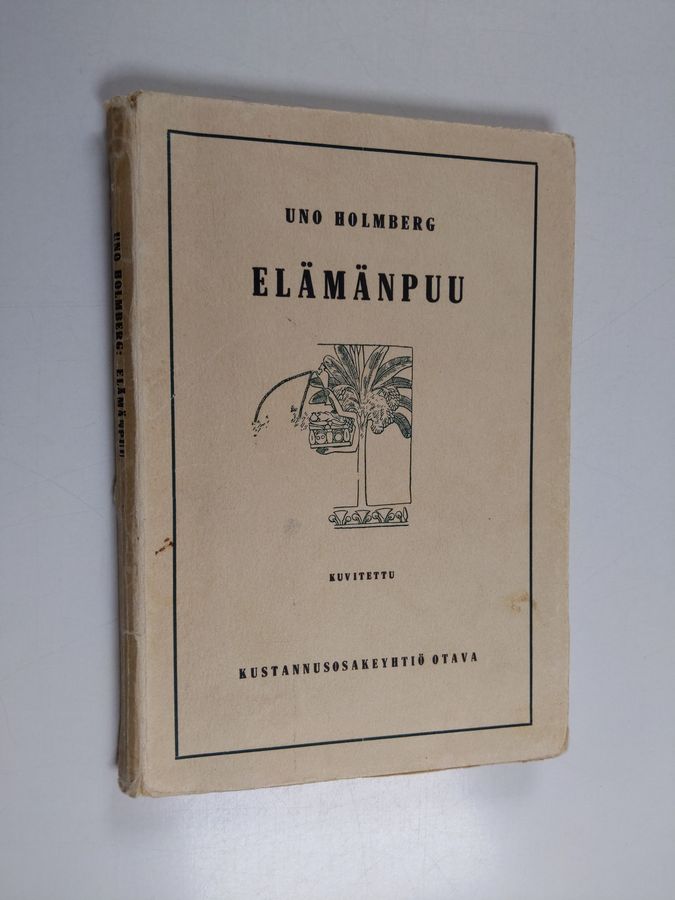 UNO HOLMBERG
ELÄMÄNPUU
KUVITETTU
KUSTANNUSOSAKEYHTIÖ OTAVA
UNO HOLMBERG: ELÄMÄNPUU